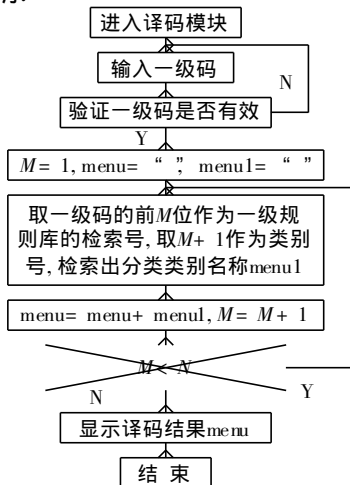 进入译码模块
输入一级码
N
验证一级码是否有效
Y
M= 1, menu= “ ”, menu1= “ ”
取一级码的前M位作为一级规
则库的检索号, 取M+ 1作为类别
号, 检索出分类类别名称menu1
menu= menu+ menu1, M= M+ 1
M< N
N
Y
显示译码结果menu
结 束